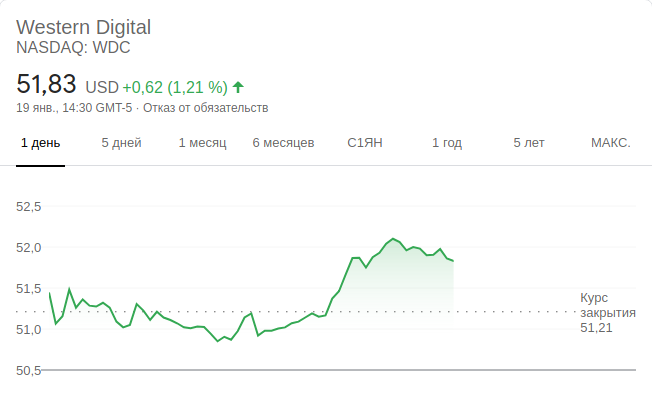 Western Digital
NASDAQ: WDC
51,83 USD +0,62 (1,21 %)
19 янв., 14:30 GMT-5 · Отказ от обязательств
1 день 5 дней 1 месяц 6 месяцев С1ЯН 1 год 5 лет МАКС.
52,5
52,0
51,5
51,0
50,5
Курс
закрытия
51,21